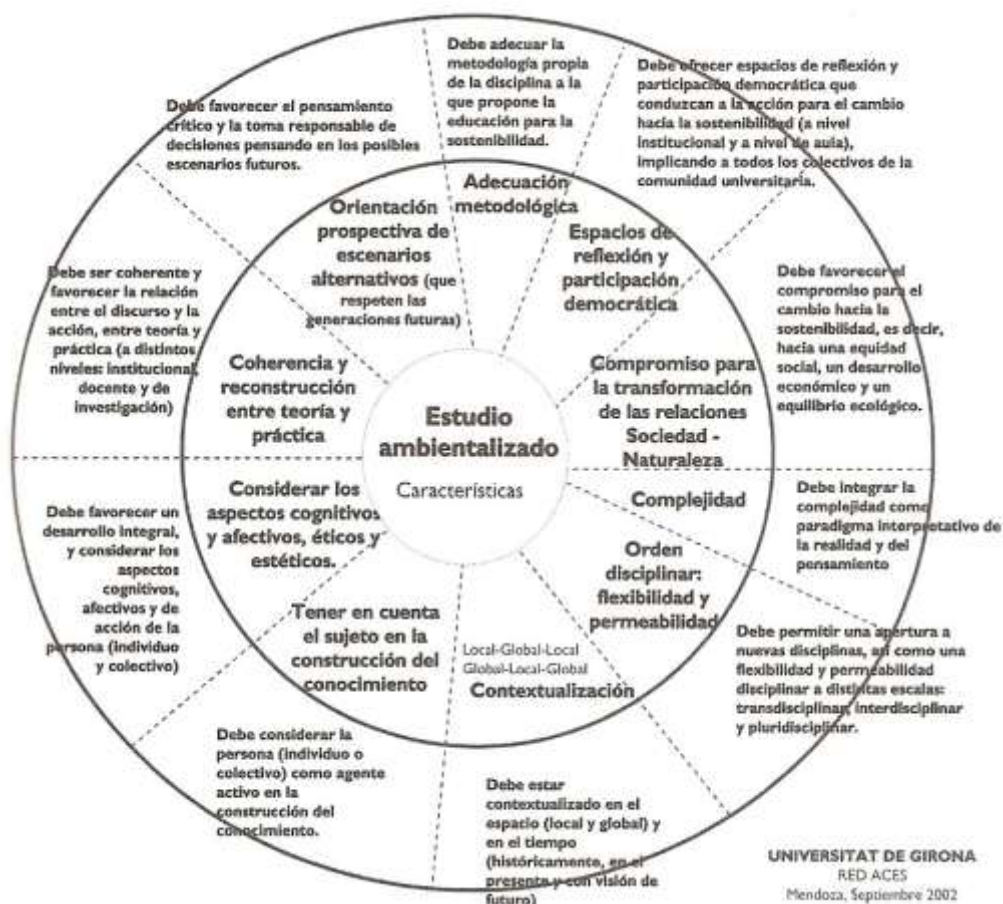 Debe adecuar la
metodología propia
de la disciplina a la
que propone la
educación para la
sostenibilidad.
Debe ofrecer espacios de reflexión y
participación democrática que
conduzcan a la acción para el cambio
hacia la sostenibilidad (a nivel
institucional y a nivel de aula),
implicando a todos los colectivos de la
comunidad universitaria.
Debe favorecer el
compromiso para el
cambio hacia la
sostenibilidad, es decir,
hacia una equidad
social, un desarrollo
económico y un
equilibrio ecológico.
Debe integrar la
complejidad como
paradigma interpretativo de
la realidad y del
pensamiento
Debe permitir una apertura a
nuevas disciplinas, así como una
flexibilidad y permeabilidad
disciplinar a distintas escalas:
transdisciplinar, interdisciplinar
y pluridisciplinar.
Debe estar
contextualizado en el
espacio (local y global) y
en el tiempo
(históricamente, en el
presente y con visión de
futuro)
Debe considerar la
persona (individuo o
colectivo) como agente
activo en la
construcción del
conocimiento.
Debe favorecer un
desarrollo integral,
y considerar los
aspectos
cognitivos,
afectivos y de
acción de la
persona (individuo
y colectivo)
Debe ser coherente y
favorecer la relación
entre el discurso y la
acción, entre teoría y
práctica (a distintos
niveles: institucional,
docente y de
investigación)
Debe favorecer el pensamiento
crítico y la toma responsable de
decisiones pensando en los posibles
escenarios futuros.
Adecuación
metodológica
Espacios de
reflexión y
participación
democrática
Compromiso para
la transformación
de las relaciones
Sociedad -
Naturaleza
Complejidad
Orden
disciplinar:
flexibilidad y
permeabilidad
Local-Global-Local
Global-Local-Global
Contextualización
Tener en cuenta
el sujeto en la
construcción del
conocimiento
Considerar los
aspectos cognitivos
y afectivos, éticos y
estéticos.
Coherencia y
reconstrucción
entre teoría y
práctica
Orientación
prospectiva de
escenarios
alternativos (que
respeten las
generaciones futuras)
Estudio
ambientalizado
Características
UNIVERSITAT DE GIRONA
RED ACES
Mendoza, Septiembre 2002